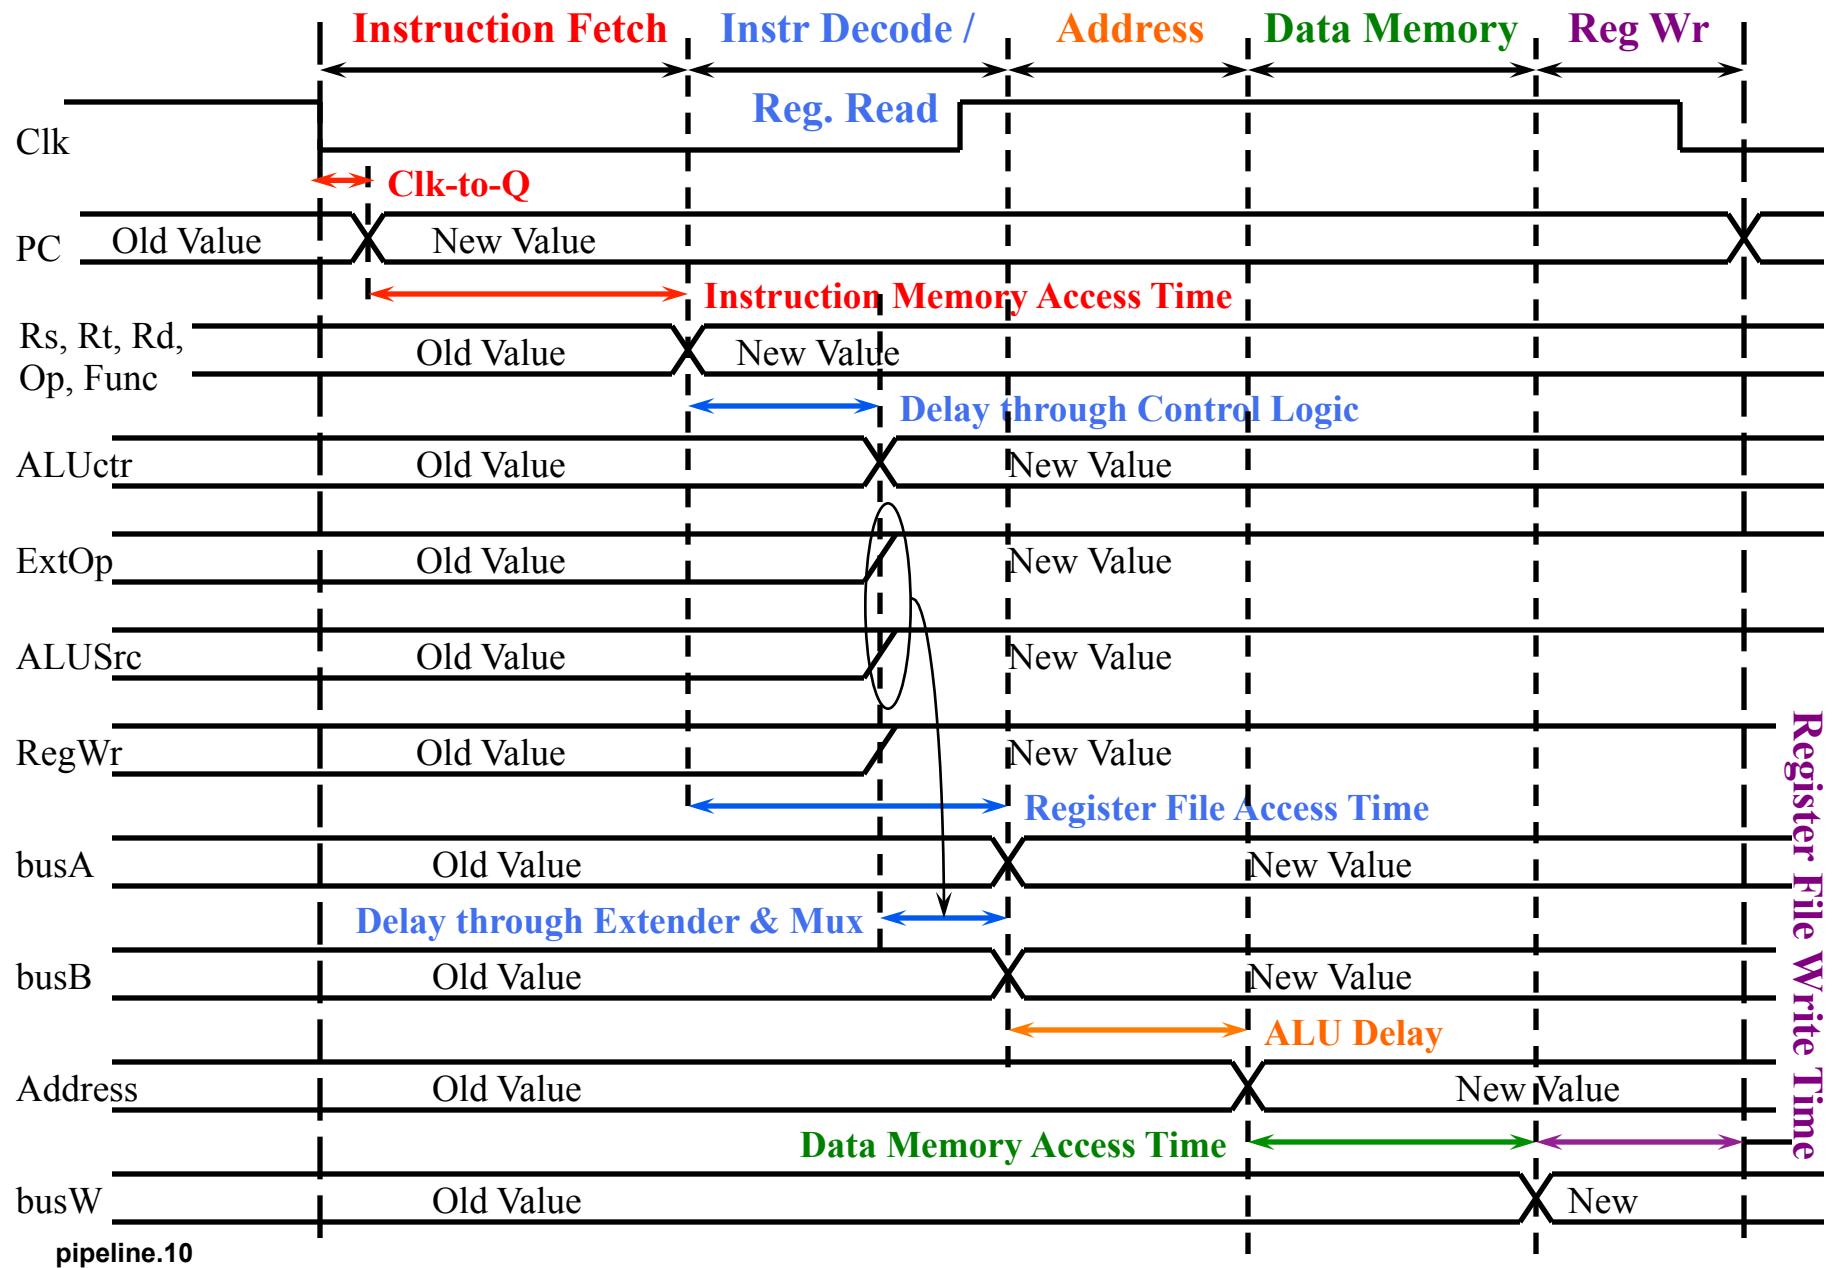 Instruction Fetch Instr Decode / Address Data Memory Reg Wr
Reg. Read
Clk
Clk-to-Q
PC Old Value New Value
Instruction Memory Access Time
Rs, Rt, Rd,
Op, Func
Old Value New Value
Delay through Control Logic
ALUctr Old Value New Value
ExtOp Old Value New Value
ALUSrc Old Value New Value
RegWr Old Value New Value
Register File Access Time
busA Old Value New Value
Delay through Extender & Mux
busB Old Value New Value
ALU Delay
Address Old Value New Value
Data Memory Access Time
busW Old Value New
Register File Write Time
pipeline.10